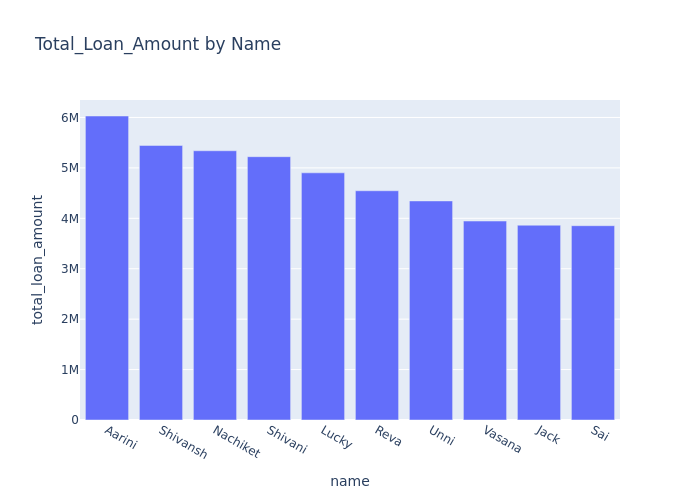 Total_Loan_Amount by Name
total_loan_amount
6M
5M
4M
3M
2M
1M
0
Aarini
Shivansh
Nachiket
Shivani
Lucky
Reva
Unni
Vasana
Jack
Sai
name